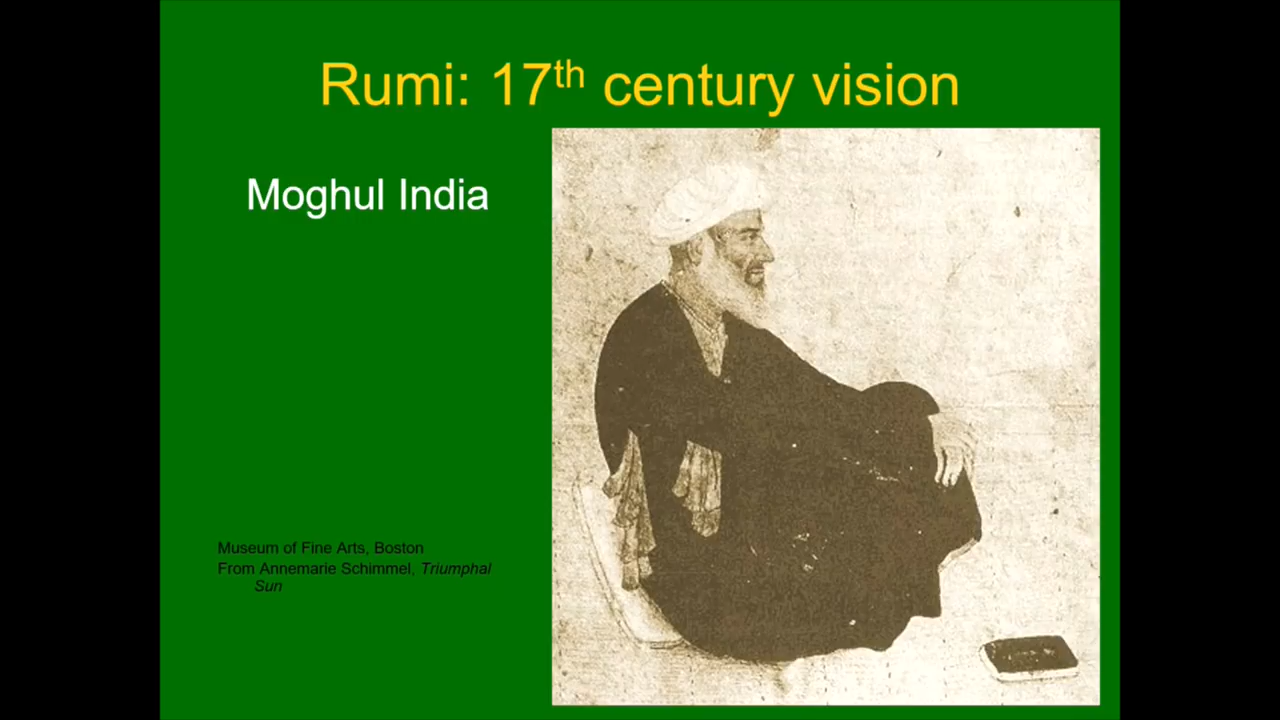 Rumi: 17th century vision
Moghul India
Museum of Fine Arts, Boston
From Annemarie Schimmel, Triumphal
Sun